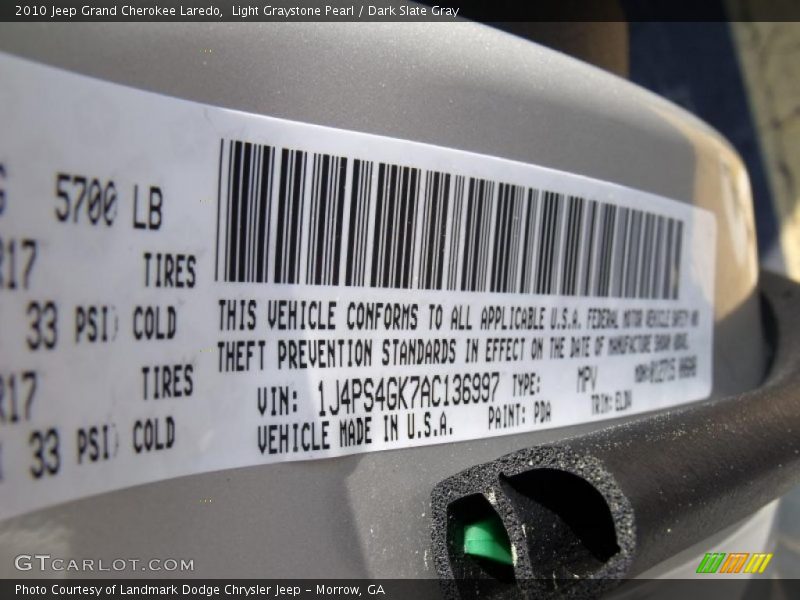 2010 Jeep Grand Cherokee Laredo,  Light Graystone Pearl / Dark Slate Gray
5700 LB
R17 TIRES
33 PSI) COLD
R17 TIRES
33 PSI) COLD
THIS VEHICLE CONFORMS TO ALL APPLICABLE U.S.A. FEDERAL MOTOR VEHICLE SAFETY AND
THEFT PREVENTION STANDARDS IN EFFECT ON THE DATE OF MANUFACTURE SHOWN ABOVE.
VIN: 1J4PS4GK7AC136997 TYPE: MPV
VEHICLE MADE IN U.S.A. PAINT: PDA TRIM:
GTCARLOT.COM
Photo Courtesy of Landmark Dodge Chrysler Jeep – Morrow, GA